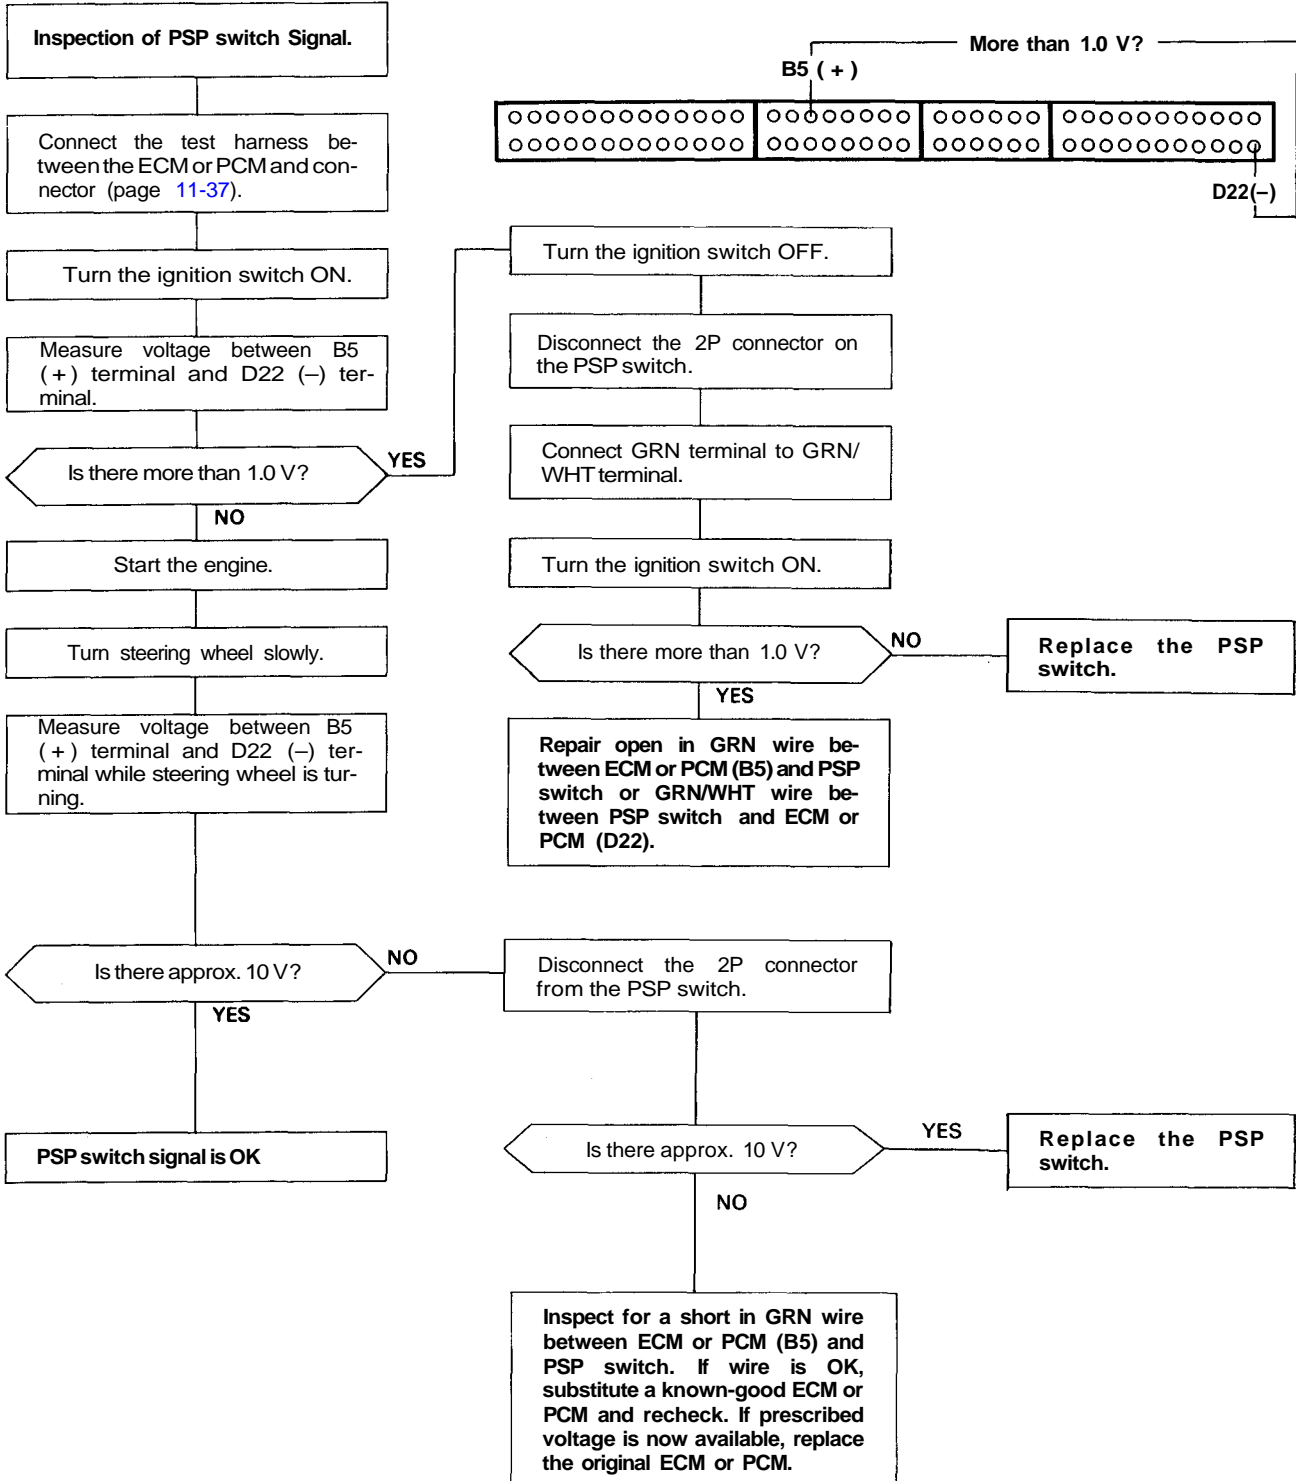 Inspection of PSP switch Signal.
Connect the test harness be-
tween the ECM or PCM and con-
nector (page 11-37).
Turn the ignition switch ON.
Measure voltage between B5
(+) terminal and D22 (–) ter-
minal.
Is there more than 1.0 V?
YES
NO
Start the engine.
Turn steering wheel slowly.
Measure voltage between B5
(+) terminal and D22 (–) ter-
minal while steering wheel is tur-
ning.
Is there approx. 10 V?
NO
YES
PSP switch signal is OK
More than 1.0 V?
B5 (+)
D22(–)
Turn the ignition switch OFF.
Disconnect the 2P connector on
the PSP switch.
Connect GRN terminal to GRN/
WHT terminal.
Turn the ignition switch ON.
Is there more than 1.0 V?
NO
YES
Replace the PSP
switch.
Repair open in GRN wire be-
tween ECM or PCM (B5) and PSP
switch or GRN/WHT wire be-
tween PSP switch and ECM or
PCM (D22).
Disconnect the 2P connector
from the PSP switch.
Is there approx. 10 V?
YES
NO
Replace the PSP
switch.
Inspect for a short in GRN wire
between ECM or PCM (B5) and
PSP switch. If wire is OK,
substitute a known-good ECM or
PCM and recheck. If prescribed
voltage is now available, replace
the original ECM or PCM.